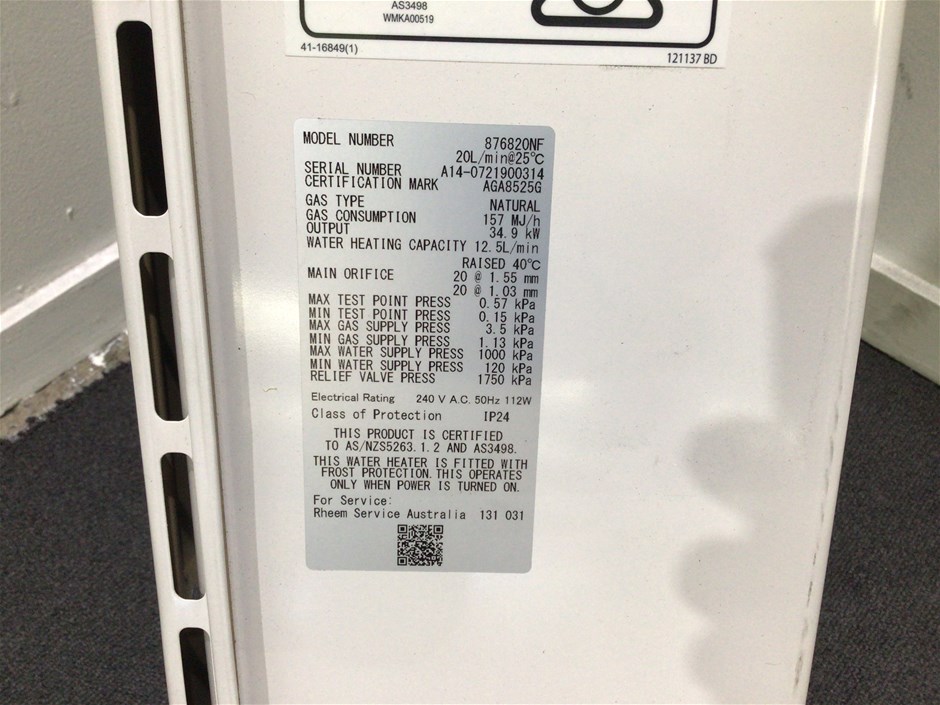 AS3498
WMKA00519
41-16849(1)
121137 BD
MODEL NUMBER 876820NF
20L/min@25℃
SERIAL NUMBER A14-0721900314
CERTIFICATION MARK AGA8525G
GAS TYPE NATURAL
GAS CONSUMPTION 157 MJ/h
OUTPUT 34.9 kW
WATER HEATING CAPACITY 12.5L/min
RAISED 40℃
MAIN ORIFICE 20 @ 1.55 mm
20 @ 1.03 mm
MAX TEST POINT PRESS 0.57 kPa
MIN TEST POINT PRESS 0.15 kPa
MAX GAS SUPPLY PRESS 3.5 kPa
MIN GAS SUPPLY PRESS 1.13 kPa
MAX WATER SUPPLY PRESS 1000 kPa
MIN WATER SUPPLY PRESS 120 kPa
RELIEF VALVE PRESS 1750 kPa
Electrical Rating 240 V A.C. 50Hz 112W
Class of Protection IP24
THIS PRODUCT IS CERTIFIED
TO AS/NZS5263.1.2 AND AS3498.
THIS WATER HEATER IS FITTED WITH
FROST PROTECTION. THIS OPERATES
ONLY WHEN POWER IS TURNED ON.
For Service:
Rheem Service Australia 131 031